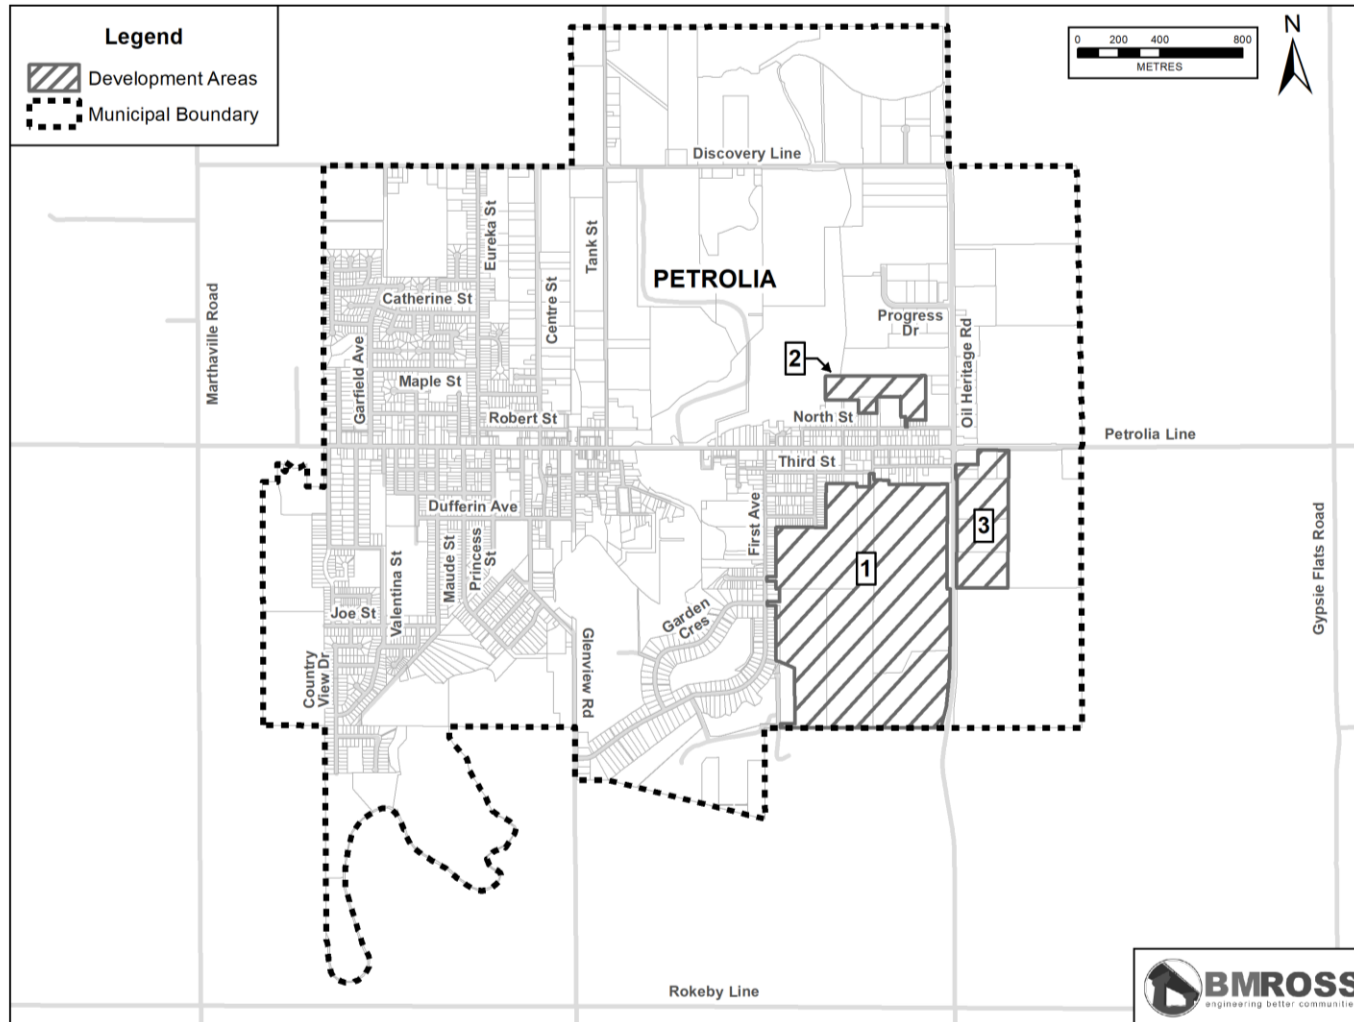 Legend
Development Areas
Municipal Boundary
0 200 400 800
METRES
N
Discovery Line
Eureka St
Tank St
PETROLIA
Catherine St
Centre St
Marthaville Road
Progress
Dr
Oil Heritage Rd
Garfield Ave
2
Maple St
Robert St
North St
Petrolia Line
Third St
First Ave
Dufferin Ave
3
Gypsie Flats Road
Valentina St
Maude St
Princess
St
1
Joe St
Garden
Cres
Glenview Rd
Country
View Dr
Rokeby Line
BMROSS
engineering better communities